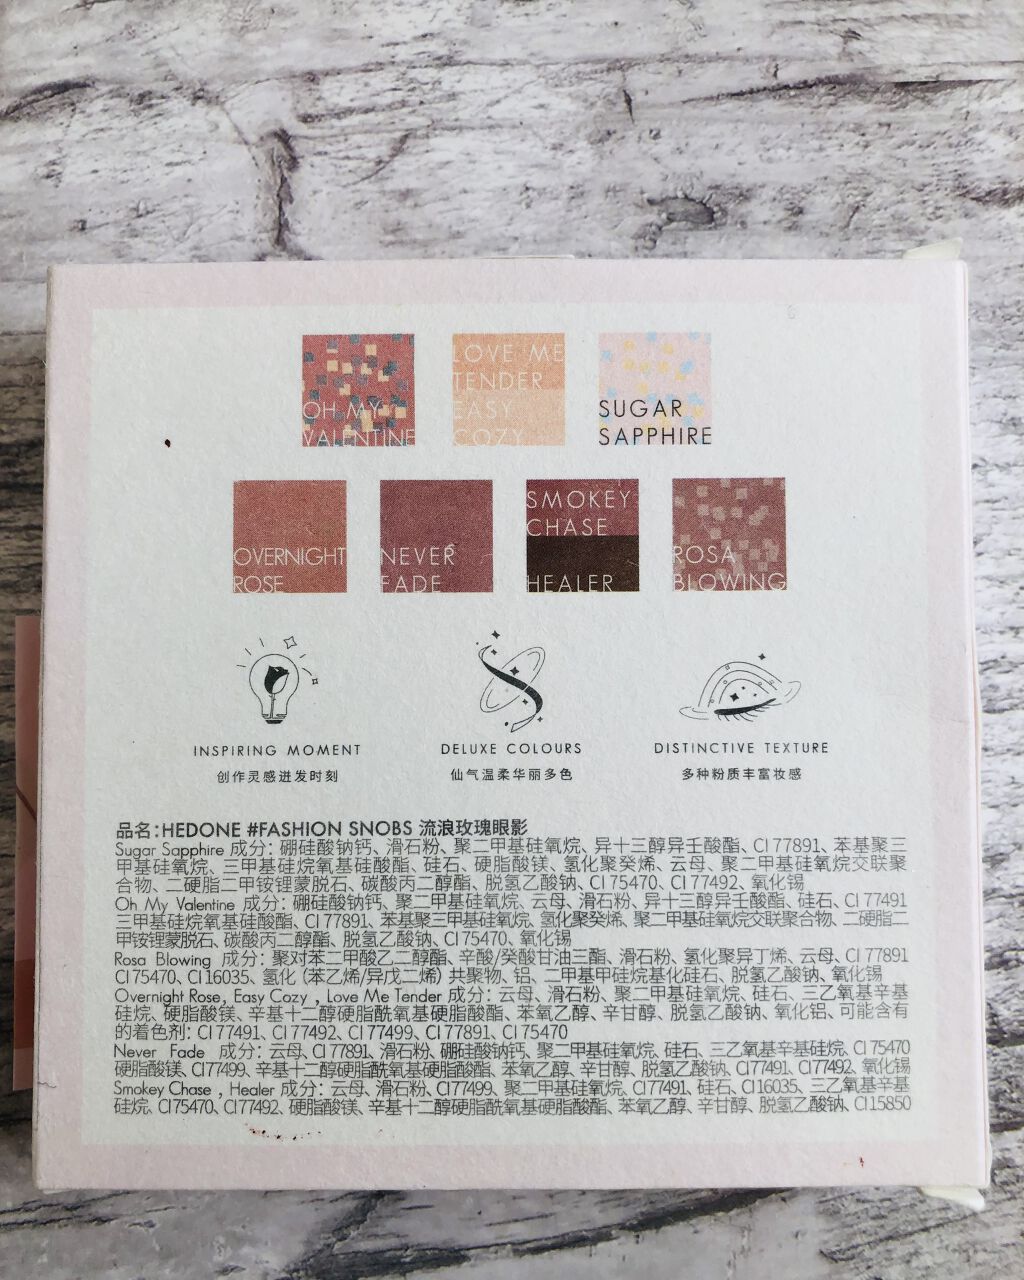 OH MY
VALENTINE
LOVE ME
TENDER
EASY
COZY
SUGAR
SAPPHIRE
OVERNIGHT
ROSE
NEVER
FADE
SMOKEY
CHASE
HEALER
ROSA
BLOWING
INSPIRING MOMENT
创作灵感迸发时刻
DELUXE COLOURS
仙气温柔华丽多色
DISTINCTIVE TEXTURE
多种粉质丰富妆感
品名:HEDONE #FASHION SNOBS 流浪玫瑰眼影
Sugar Sapphire 成分：硼硅酸钠钙、滑石粉、聚二甲基硅氧烷、异十三醇异壬酸酯、CI 77891、苯基聚三
甲基硅氧烷、三甲基硅烷氧基硅酸酯、硅石、硬脂酸镁、氢化聚癸烯、云母、聚二甲基硅氧烷交联聚
合物、二硬脂二甲铵锂蒙脱石、碳酸丙二醇酯、脱氢乙酸钠、CI 75470、CI 77492、氧化锡
Oh My Valentine 成分：硼硅酸钠钙、聚二甲基硅氧烷、云母、滑石粉、异十三醇异壬酸酯、硅石、CI 77491
三甲基硅烷氧基硅酸酯、CI 77891、苯基聚三甲基硅氧烷、氢化聚癸烯、聚二甲基硅氧烷交联聚合物、二硬脂二
甲铵锂蒙脱石、碳酸丙二醇酯、脱氢乙酸钠、CI 75470、氧化锡
Rosa Blowing 成分：聚对苯二甲酸乙二醇酯、辛酸/癸酸甘油三酯、滑石粉、氢化聚异丁烯、云母、CI 77891
CI 75470、CI 16035、氢化（苯乙烯/异戊二烯）共聚物、铝、二甲基甲硅烷基化硅石、脱氢乙酸钠、氧化锡
Overnight Rose, Easy Cozy , Love Me Tender 成分：云母、滑石粉、聚二甲基硅氧烷、硅石、三乙氧基辛基
硅烷、硬脂酸镁、辛基十二醇硬脂酰氧基硬脂酸酯、苯氧乙醇、辛甘醇、脱氢乙酸钠、氧化铝、可能含有
的着色剂: CI 77491、CI 77492、CI 77499、CI 77891、CI 75470
Never Fade 成分：云母、CI 77891、滑石粉、硼硅酸钠钙、聚二甲基硅氧烷、硅石、三乙氧基辛基硅烷、CI 75470
硬脂酸镁、CI77499、辛基十二醇硬脂酰氧基硬脂酸酯、苯氧乙醇、辛甘醇、脱氢乙酸钠、CI77491、CI77492、氧化锡
Smokey Chase , Healer 成分：云母、滑石粉、CI77499、聚二甲基硅氧烷、CI77491、硅石、CI16035、三乙氧基辛基
硅烷、CI75470、CI77492、硬脂酸镁、辛基十二醇硬脂酰氧基硬脂酸酯、苯氧乙醇、辛甘醇、脱氢乙酸钠、CI15850